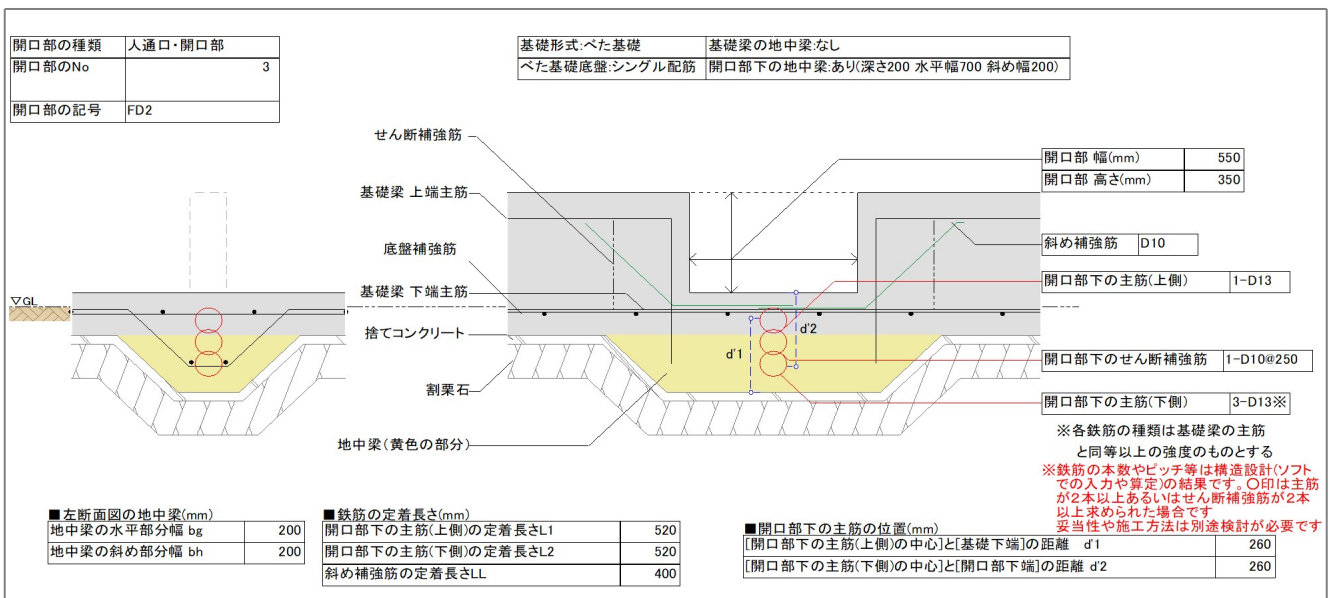 開口部の種類 人通口・開口部
開口部のNo 3
開口部の記号 FD2
基礎形式:べた基礎 基礎梁の地中梁:なし
べた基礎底盤:シングル配筋 開口部下の地中梁:あり(深さ200 水平幅700 斜め幅200)
せん断補強筋
基礎梁 上端主筋
底盤補強筋
基礎梁 下端主筋
捨てコンクリート
割栗石
地中梁(黄色の部分)
▽GL
d'1
d'2
開口部 幅(mm) 550
開口部 高さ(mm) 350
斜め補強筋 D10
開口部下の主筋(上側) 1-D13
開口部下のせん断補強筋 1-D10@250
開口部下の主筋(下側) 3-D13※
※各鉄筋の種類は基礎梁の主筋
と同等以上の強度のものとする
※鉄筋の本数やピッチ等は構造設計(ソフト
での入力や算定)の結果です。〇印は主筋
が2本以上あるいはせん断補強筋が2本
以上求められた場合です
妥当性や施工方法は別途検討が必要です
■左断面図の地中梁(mm)
地中梁の水平部分幅 bg 200
地中梁の斜め部分幅 bh 200
■鉄筋の定着長さ(mm)
開口部下の主筋(上側)の定着長さL1 520
開口部下の主筋(下側)の定着長さL2 520
斜め補強筋の定着長さLL 400
■開口部下の主筋の位置(mm)
[開口部下の主筋(上側)の中心]と[基礎下端]の距離 d'1 260
[開口部下の主筋(下側)の中心]と[開口部下端]の距離 d'2 260